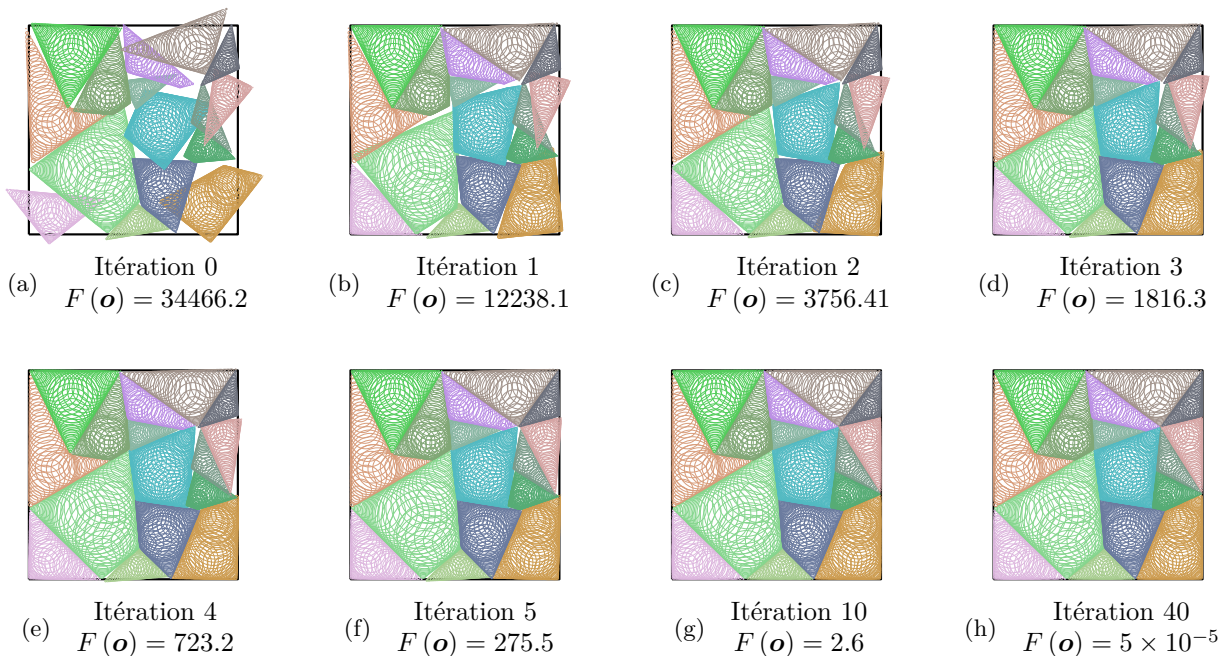 (a) Itération 0
F (o) = 34466.2
(b) Itération 1
F (o) = 12238.1
(c) Itération 2
F (o) = 3756.41
(d) Itération 3
F (o) = 1816.3
(e) Itération 4
F (o) = 723.2
(f) Itération 5
F (o) = 275.5
(g) Itération 10
F (o) = 2.6
(h) Itération 40
F (o) = 5 × 10⁻⁵